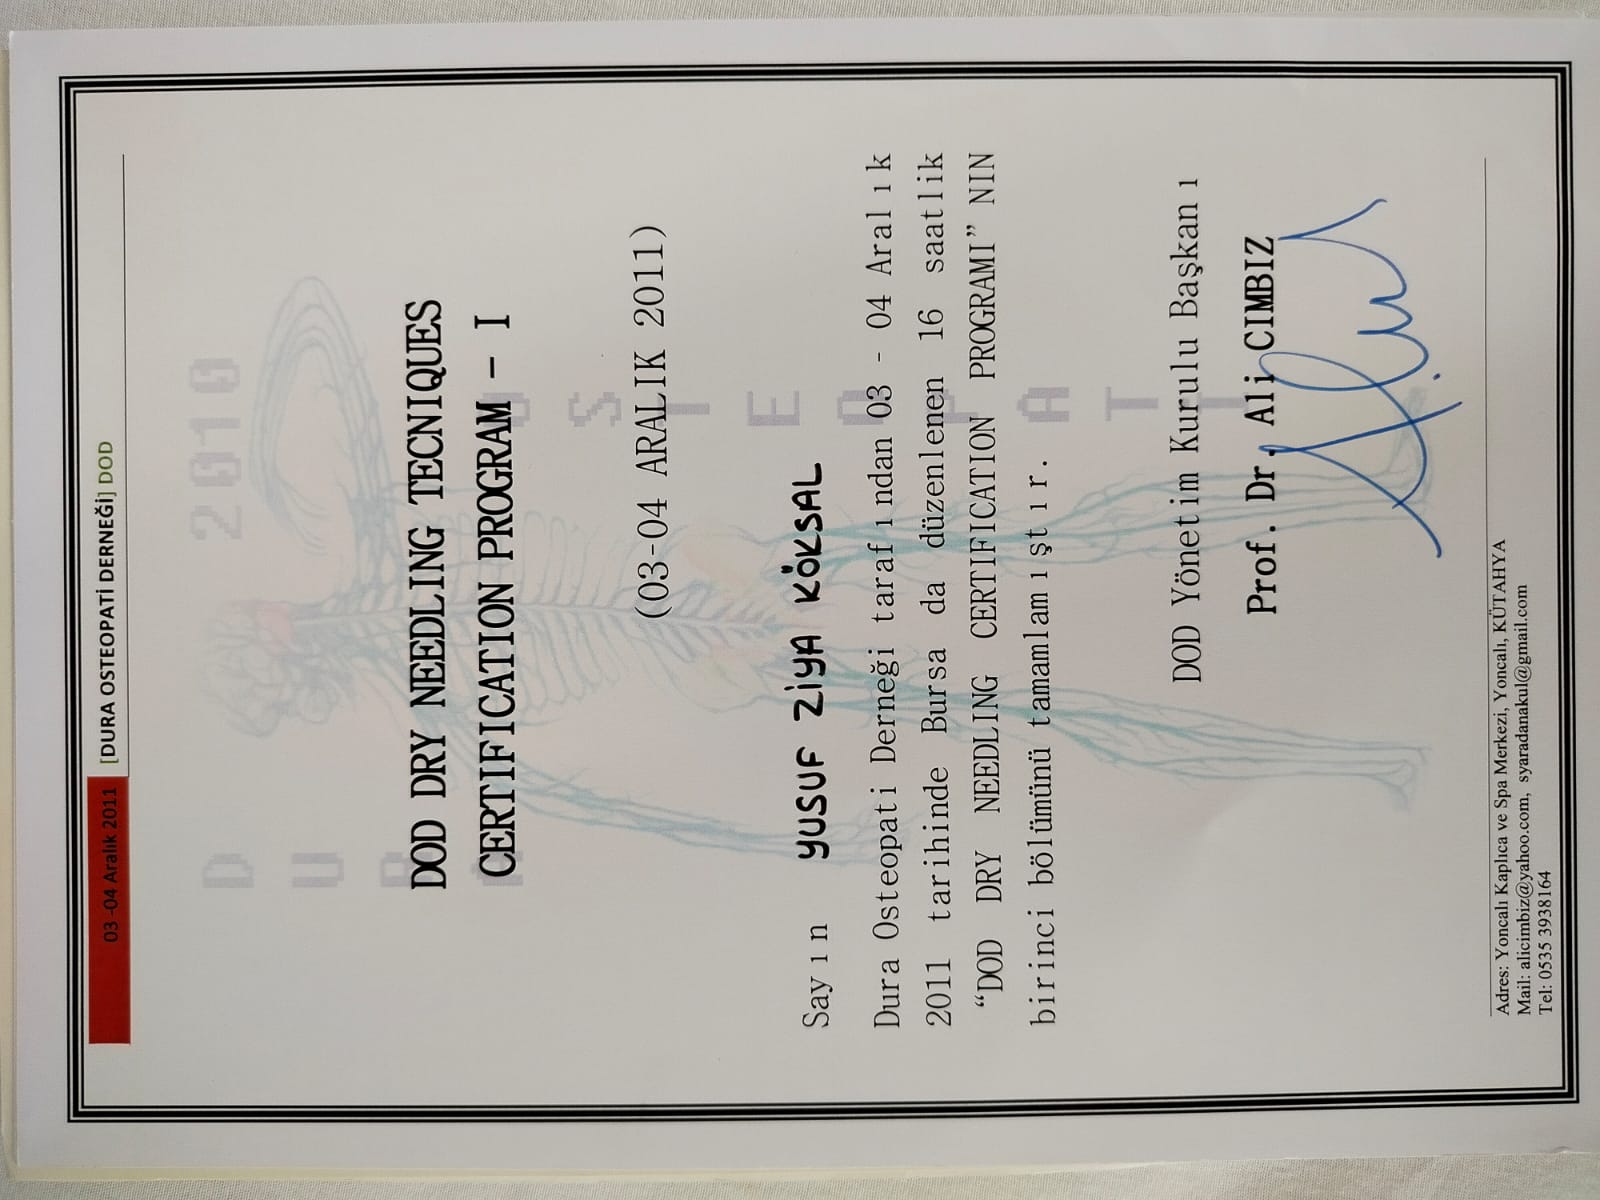 03 -04 Aralık 2011 [DURA OSTEOPATİ DERNEĞİ] DOD
2010
DURA
OSTEOPATI
DOD DRY NEEDLING TECNIQUES
CERTIFICATION PROGRAM - I
(03-04 ARALIK 2011)
Sayın YUSUF ZİYA KÖKSAL
Dura Osteopati Derneği tarafından 03 - 04 Aralık
2011 tarihinde Bursa da düzenlenen 16 saatlik
“DOD DRY NEEDLING CERTIFICATION PROGRAMI” NIN
birinci bölümünü tamamlamıştır.
DOD Yönetim Kurulu Başkanı
Prof. Dr. Ali CIMBIZ
Adres: Yoncalı Kaplıca ve Spa Merkezi, Yoncalı, KÜTAHYA
Mail: alicimbiz@yahoo.com, syaradanakul@gmail.com
Tel: 0535 3938164